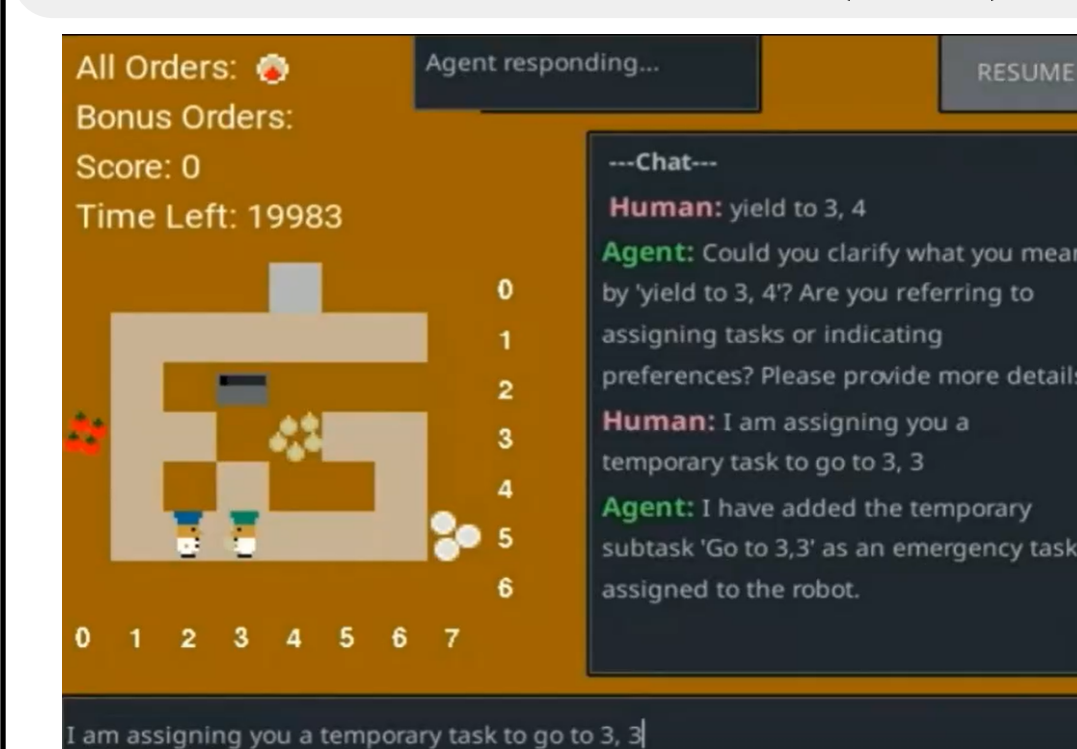 All Orders:
Bonus Orders:
Score: 0
Time Left: 19983
Agent responding...
RESUME
---Chat---
Human: yield to 3, 4
Agent: Could you clarify what you mean
by 'yield to 3, 4'? Are you referring to
assigning tasks or indicating
preferences? Please provide more details
Human: I am assigning you a
temporary task to go to 3, 3
Agent: I have added the temporary
subtask 'Go to 3,3' as an emergency task
assigned to the robot.
0
1
2
3
4
5
6
0 1 2 3 4 5 6 7
I am assigning you a temporary task to go to 3, 3